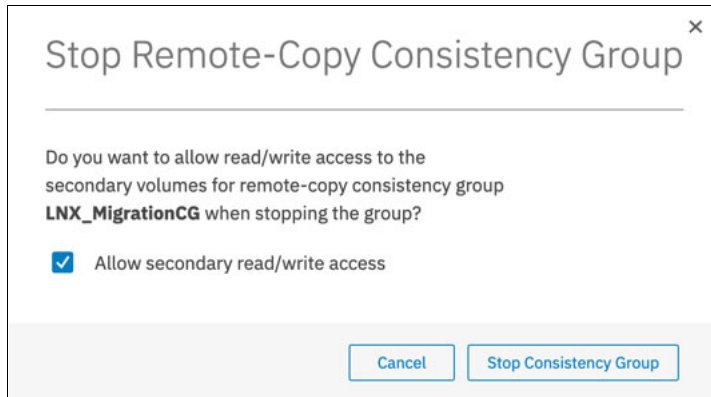 Stop Remote-Copy Consistency Group
Do you want to allow read/write access to the
secondary volumes for remote-copy consistency group
LNX_MigrationCG when stopping the group?
Allow secondary read/write access
Cancel Stop Consistency Group